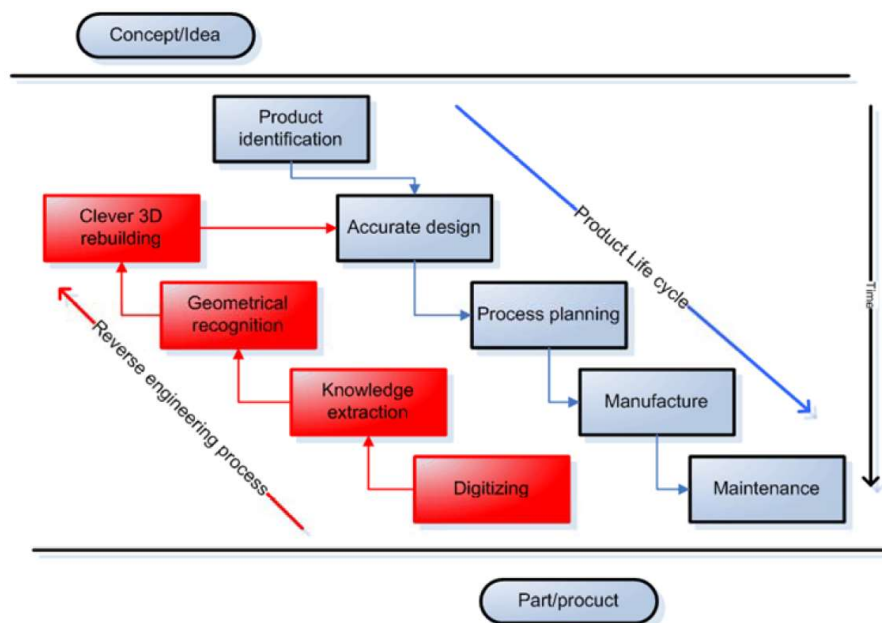 Concept/Idea
Product
identification
Clever 3D
rebuilding
Accurate design
Product Life cycle
Time
Geometrical
recognition
Process planning
Reverse engineering process
Knowledge
extraction
Manufacture
Digitizing
Maintenance
Part/procuct